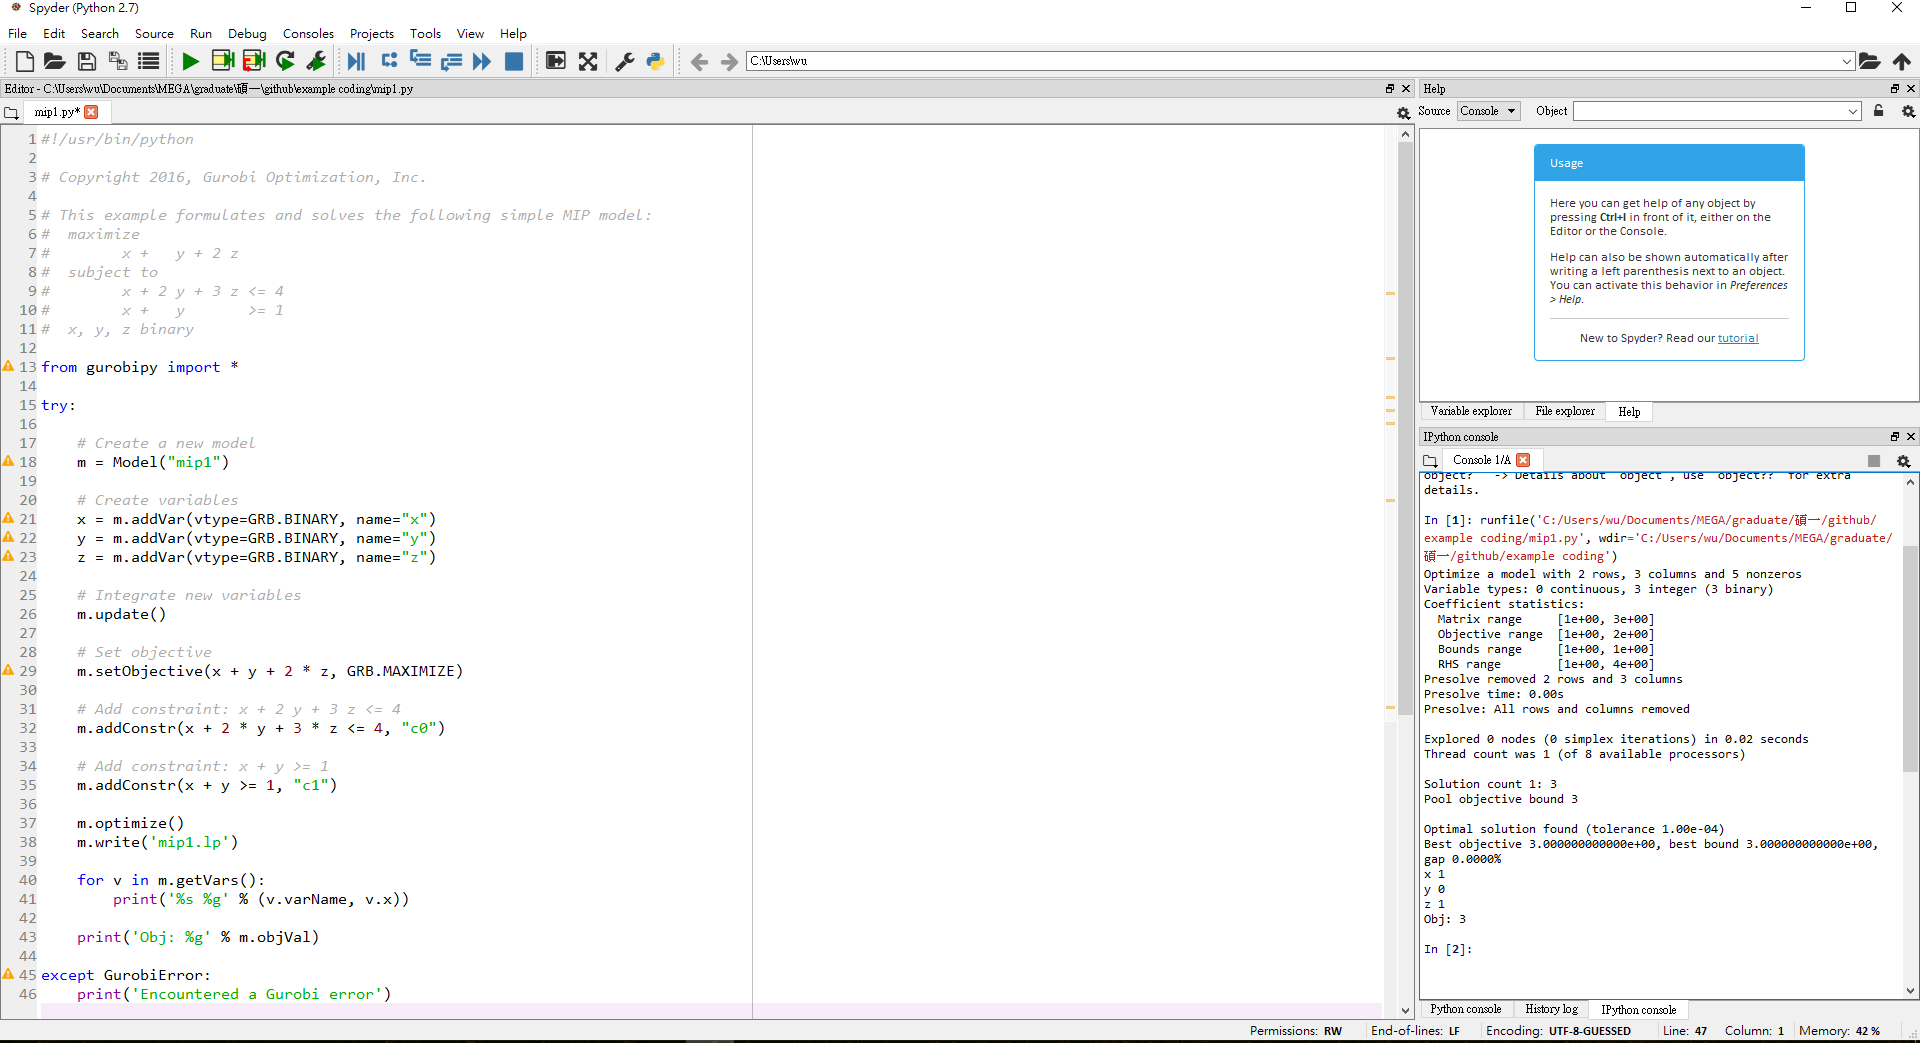 Spyder (Python 2.7)
File Edit Search Source Run Debug Consoles Projects Tools View Help
C:\Users\wu
Editor - C:\Users\wu\Documents\MEGA\graduate\碩一\github\example coding\mip1.py
mip1.py*
1 #!/usr/bin/python
2
3 # Copyright 2016, Gurobi Optimization, Inc.
4
5 # This example formulates and solves the following simple MIP model:
6 #  maximize
7 #        x +   y + 2 z
8 #  subject to
9 #        x + 2 y + 3 z <= 4
10 #        x +   y       >= 1
11 #  x, y, z binary
12
13 from gurobipy import *
14
15 try:
16
17     # Create a new model
18     m = Model("mip1")
19
20     # Create variables
21     x = m.addVar(vtype=GRB.BINARY, name="x")
22     y = m.addVar(vtype=GRB.BINARY, name="y")
23     z = m.addVar(vtype=GRB.BINARY, name="z")
24
25     # Integrate new variables
26     m.update()
27
28     # Set objective
29     m.setObjective(x + y + 2 * z, GRB.MAXIMIZE)
30
31     # Add constraint: x + 2 y + 3 z <= 4
32     m.addConstr(x + 2 * y + 3 * z <= 4, "c0")
33
34     # Add constraint: x + y >= 1
35     m.addConstr(x + y >= 1, "c1")
36
37     m.optimize()
38     m.write('mip1.lp')
39
40     for v in m.getVars():
41         print('%s %g' % (v.varName, v.x))
42
43     print('Obj: %g' % m.objVal)
44
45 except GurobiError:
46     print('Encountered a Gurobi error')
Help
Source Console Object
Usage
Here you can get help of any object by
pressing Ctrl+I in front of it, either on the
Editor or the Console.
Help can also be shown automatically after
writing a left parenthesis next to an object.
You can activate this behavior in Preferences
> Help.
New to Spyder? Read our tutorial
Variable explorer File explorer Help
IPython console
Console 1/A
object?   -> Details about 'object', use 'object??' for extra
details.
In [1]: runfile('C:/Users/wu/Documents/MEGA/graduate/碩一/github/
example coding/mip1.py', wdir='C:/Users/wu/Documents/MEGA/graduate/
碩一/github/example coding')
Optimize a model with 2 rows, 3 columns and 5 nonzeros
Variable types: 0 continuous, 3 integer (3 binary)
Coefficient statistics:
  Matrix range     [1e+00, 3e+00]
  Objective range  [1e+00, 2e+00]
  Bounds range     [1e+00, 1e+00]
  RHS range        [1e+00, 4e+00]
Presolve removed 2 rows and 3 columns
Presolve time: 0.00s
Presolve: All rows and columns removed
Explored 0 nodes (0 simplex iterations) in 0.02 seconds
Thread count was 1 (of 8 available processors)
Solution count 1: 3
Pool objective bound 3
Optimal solution found (tolerance 1.00e-04)
Best objective 3.000000000000e+00, best bound 3.000000000000e+00,
gap 0.0000%
x 1
y 0
z 1
Obj: 3
In [2]:
Python console History log IPython console
Permissions: RW End-of-lines: LF Encoding: UTF-8-GUESSED Line: 47 Column: 1 Memory: 42 %